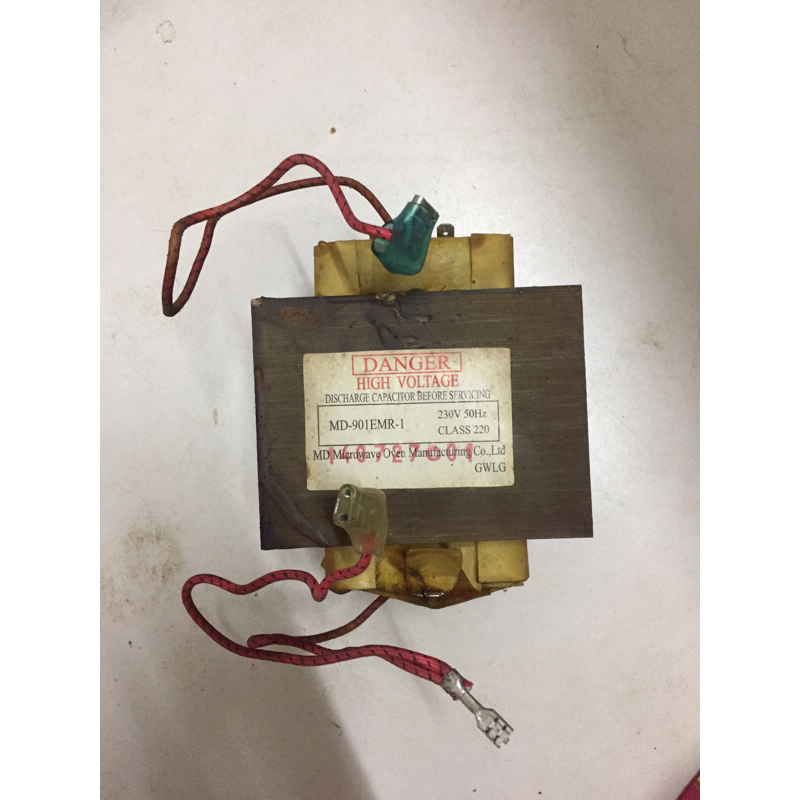 DANGER
HIGH VOLTAGE
DISCHARGE CAPACITOR BEFORE SERVICING
MD-901EMR-1
230V 50Hz
CLASS 220
MD Microwave Oven Manufacturing Co.,Ltd
140727001
GWLG